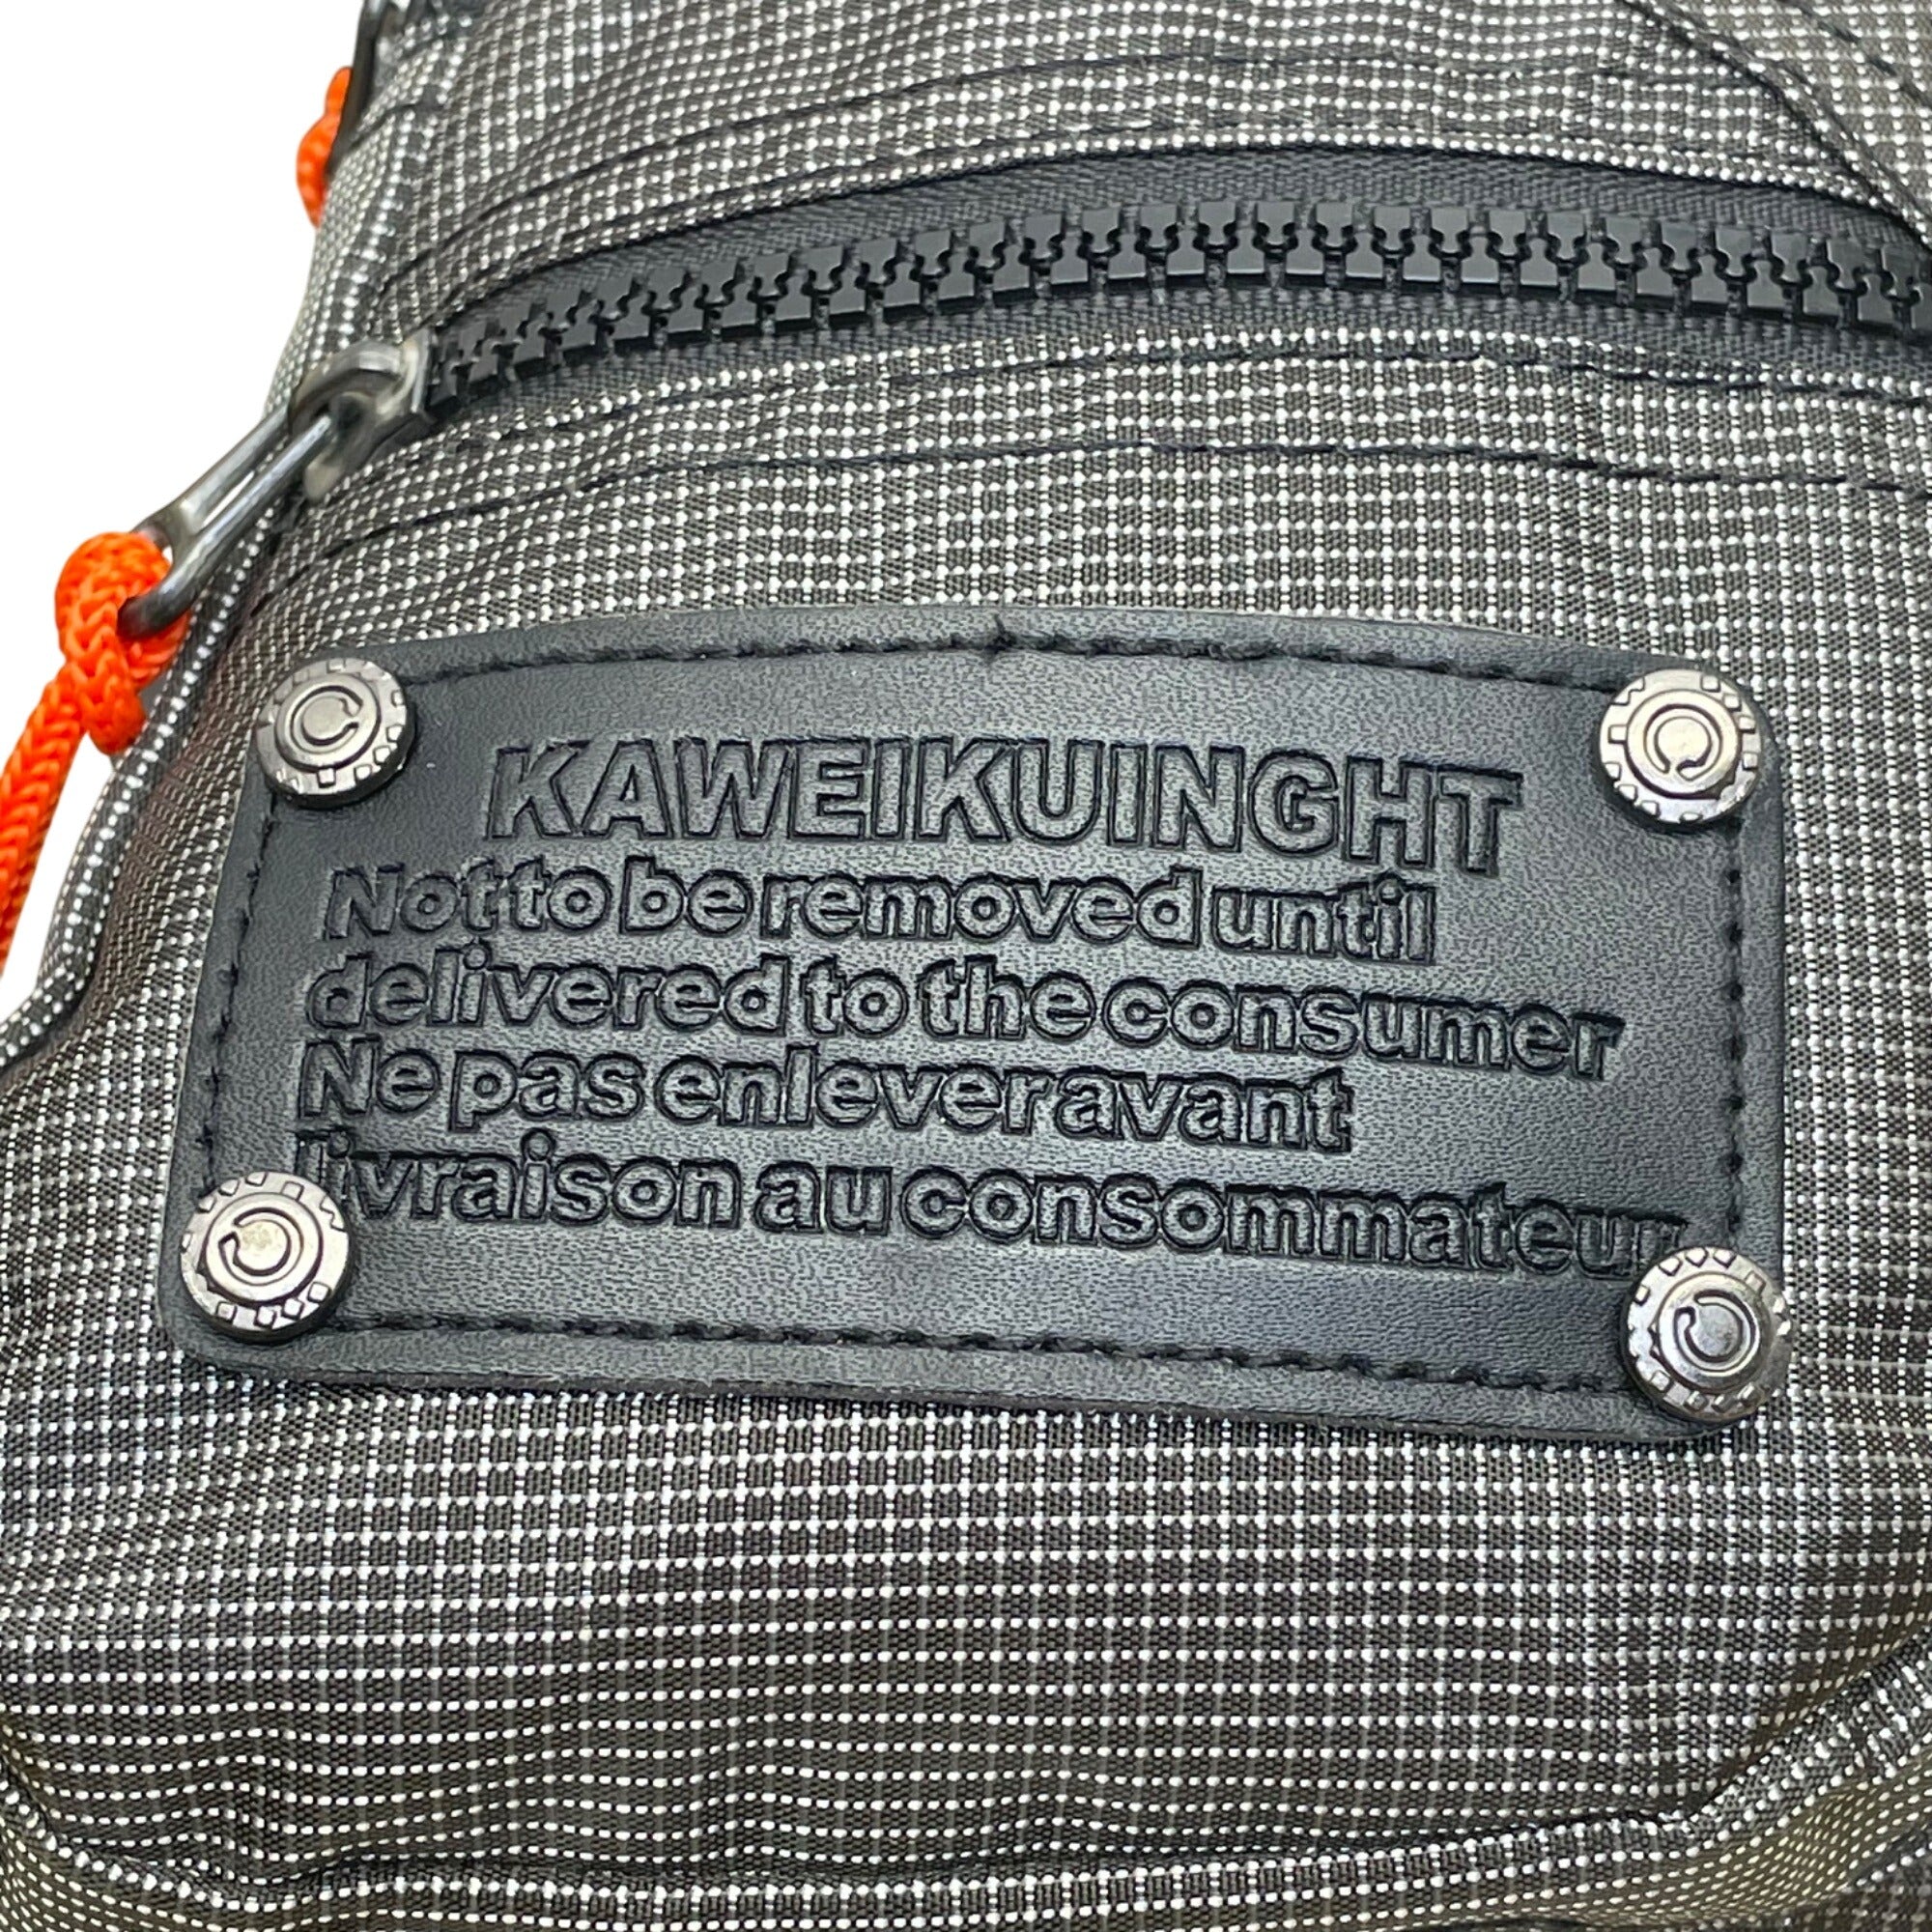 KAWEIKUINGHT
Not to be removed until
delivered to the consumer
Ne pas enlever avant
livraison au consommateur